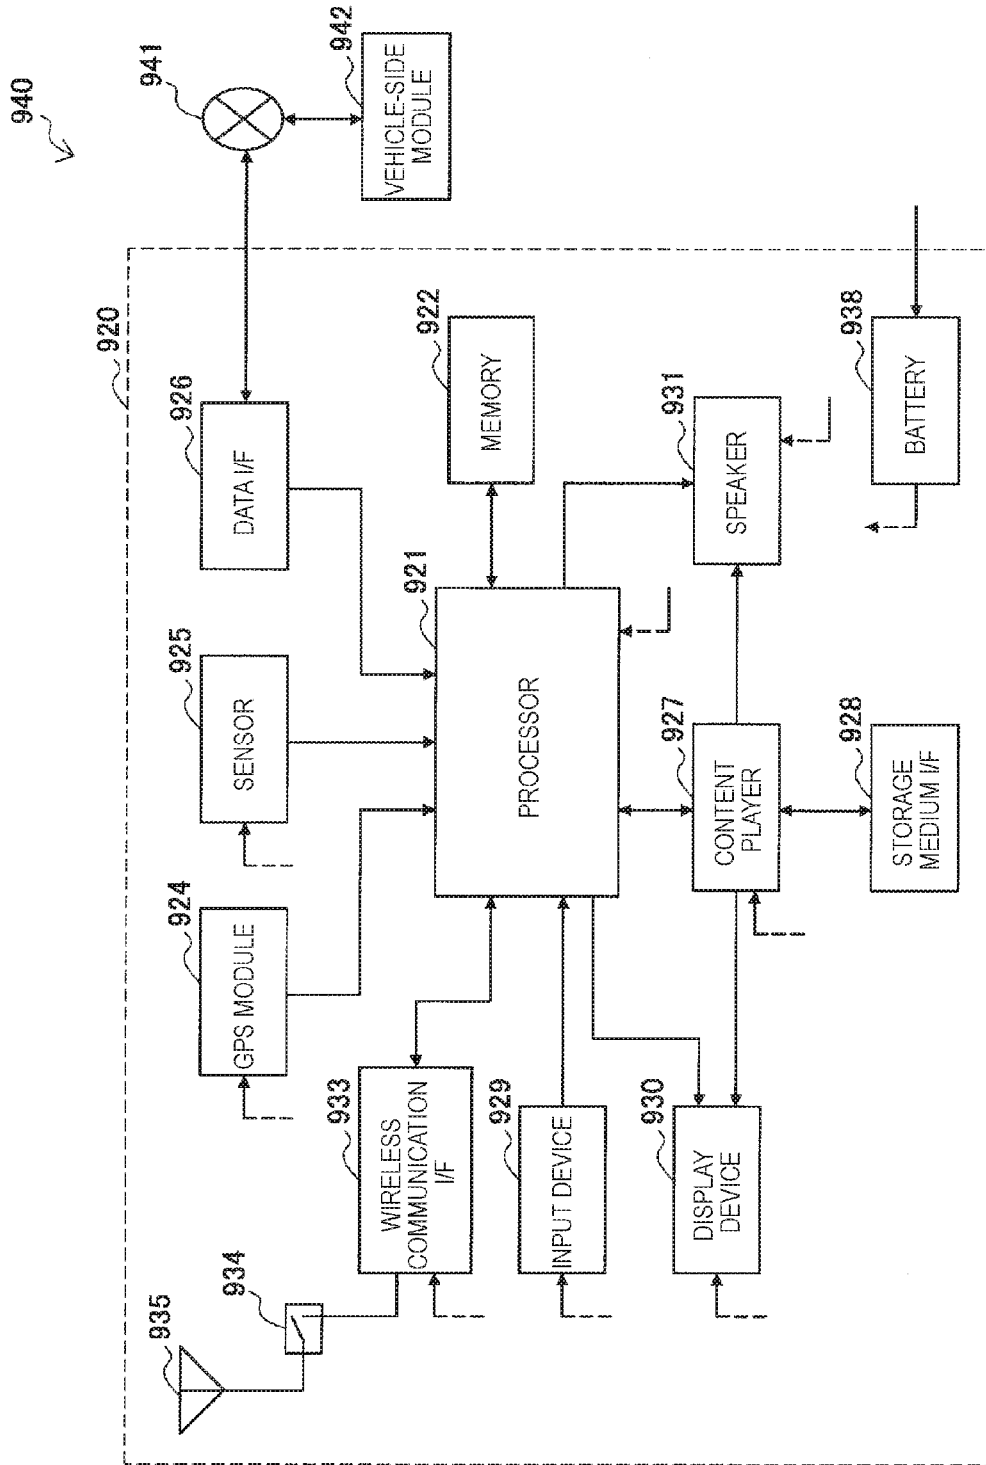 940
941
942
VEHICLE-SIDE
MODULE
920
926
DATA I/F
922
MEMORY
931
SPEAKER
938
BATTERY
925
SENSOR
921
PROCESSOR
927
CONTENT
PLAYER
928
STORAGE
MEDIUM I/F
924
GPS MODULE
933
WIRELESS
COMMUNICATION
I/F
929
INPUT DEVICE
930
DISPLAY
DEVICE
934
935